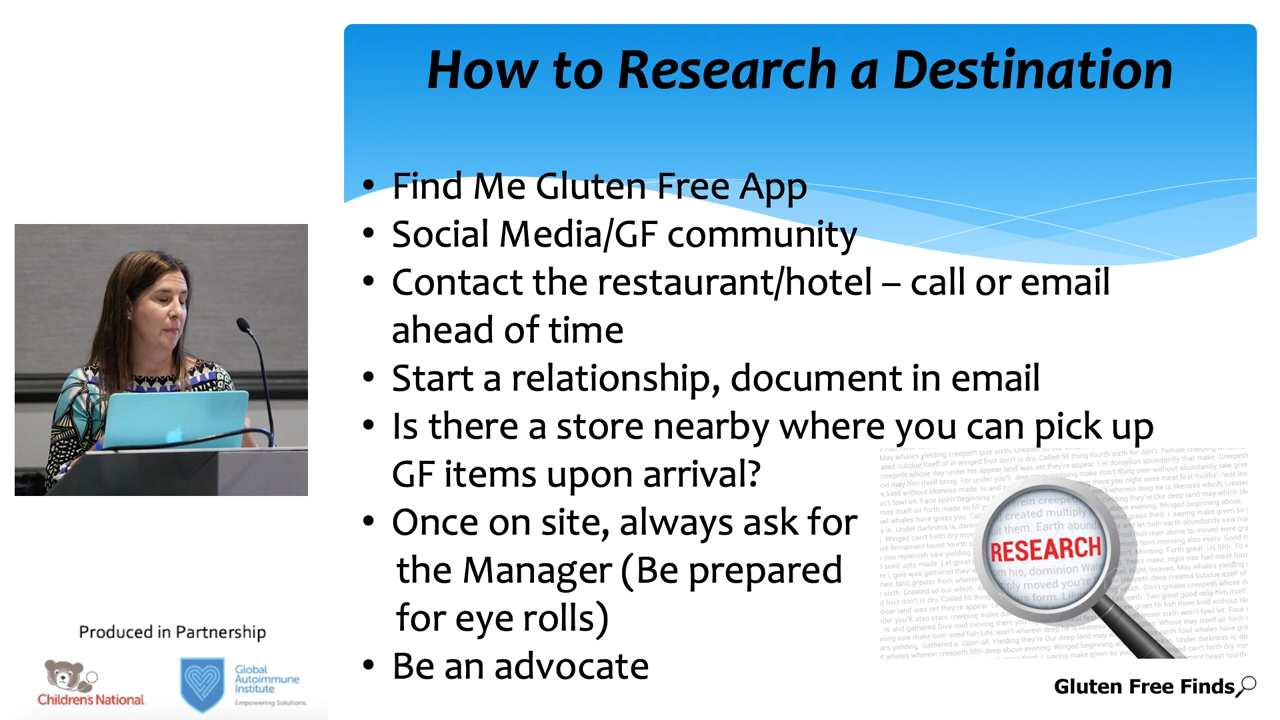 How to Research a Destination
• Find Me Gluten Free App
• Social Media/GF community
• Contact the restaurant/hotel – call or email
ahead of time
• Start a relationship, document in email
• Is there a store nearby where you can pick up
GF items upon arrival?
• Once on site, always ask for
the Manager (Be prepared
for eye rolls)
• Be an advocate
RESEARCH
Gluten Free Finds
Produced in Partnership
Children's National
Global
Autoimmune
Institute
Empowering Solutions.